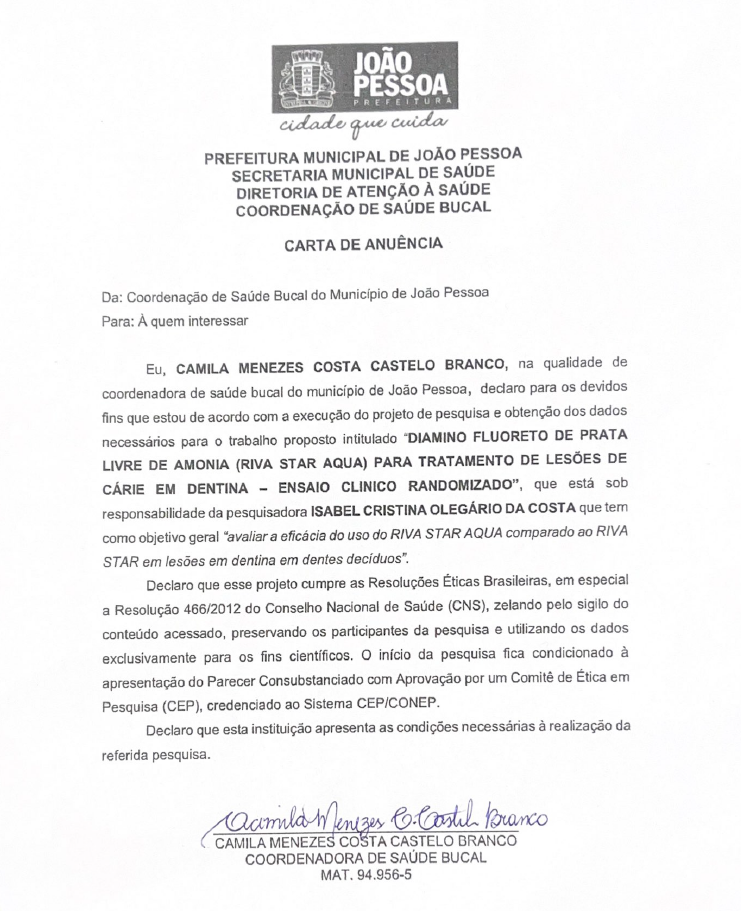 JOÃO
PESSOA
PREFEITURA
cidade que cuida
PREFEITURA MUNICIPAL DE JOÃO PESSOA
SECRETARIA MUNICIPAL DE SAÚDE
DIRETORIA DE ATENÇÃO À SAÚDE
COORDENAÇÃO DE SAÚDE BUCAL
CARTA DE ANUÊNCIA
Da: Coordenação de Saúde Bucal do Município de João Pessoa
Para: À quem interessar
Eu, CAMILA MENEZES COSTA CASTELO BRANCO, na qualidade de
coordenadora de saúde bucal do município de João Pessoa, declaro para os devidos
fins que estou de acordo com a execução do projeto de pesquisa e obtenção dos dados
necessários para o trabalho proposto intitulado “DIAMINO FLUORETO DE PRATA
LIVRE DE AMONIA (RIVA STAR AQUA) PARA TRATAMENTO DE LESÕES DE
CÁRIE EM DENTINA – ENSAIO CLINICO RANDOMIZADO”, que está sob
responsabilidade da pesquisadora ISABEL CRISTINA OLEGÁRIO DA COSTA que tem
como objetivo geral “avaliar a eficácia do uso do RIVA STAR AQUA comparado ao RIVA
STAR em lesões em dentina em dentes decíduos”.
Declaro que esse projeto cumpre as Resoluções Éticas Brasileiras, em especial
a Resolução 466/2012 do Conselho Nacional de Saúde (CNS), zelando pelo sigilo do
conteúdo acessado, preservando os participantes da pesquisa e utilizando os dados
exclusivamente para os fins científicos. O início da pesquisa fica condicionado à
apresentação do Parecer Consubstanciado com Aprovação por um Comitê de Ética em
Pesquisa (CEP), credenciado ao Sistema CEP/CONEP.
Declaro que esta instituição apresenta as condições necessárias à realização da
referida pesquisa.
Camila Menezes C. Castelo Branco
CAMILA MENEZES COSTA CASTELO BRANCO
COORDENADORA DE SAÚDE BUCAL
MAT. 94.956-5